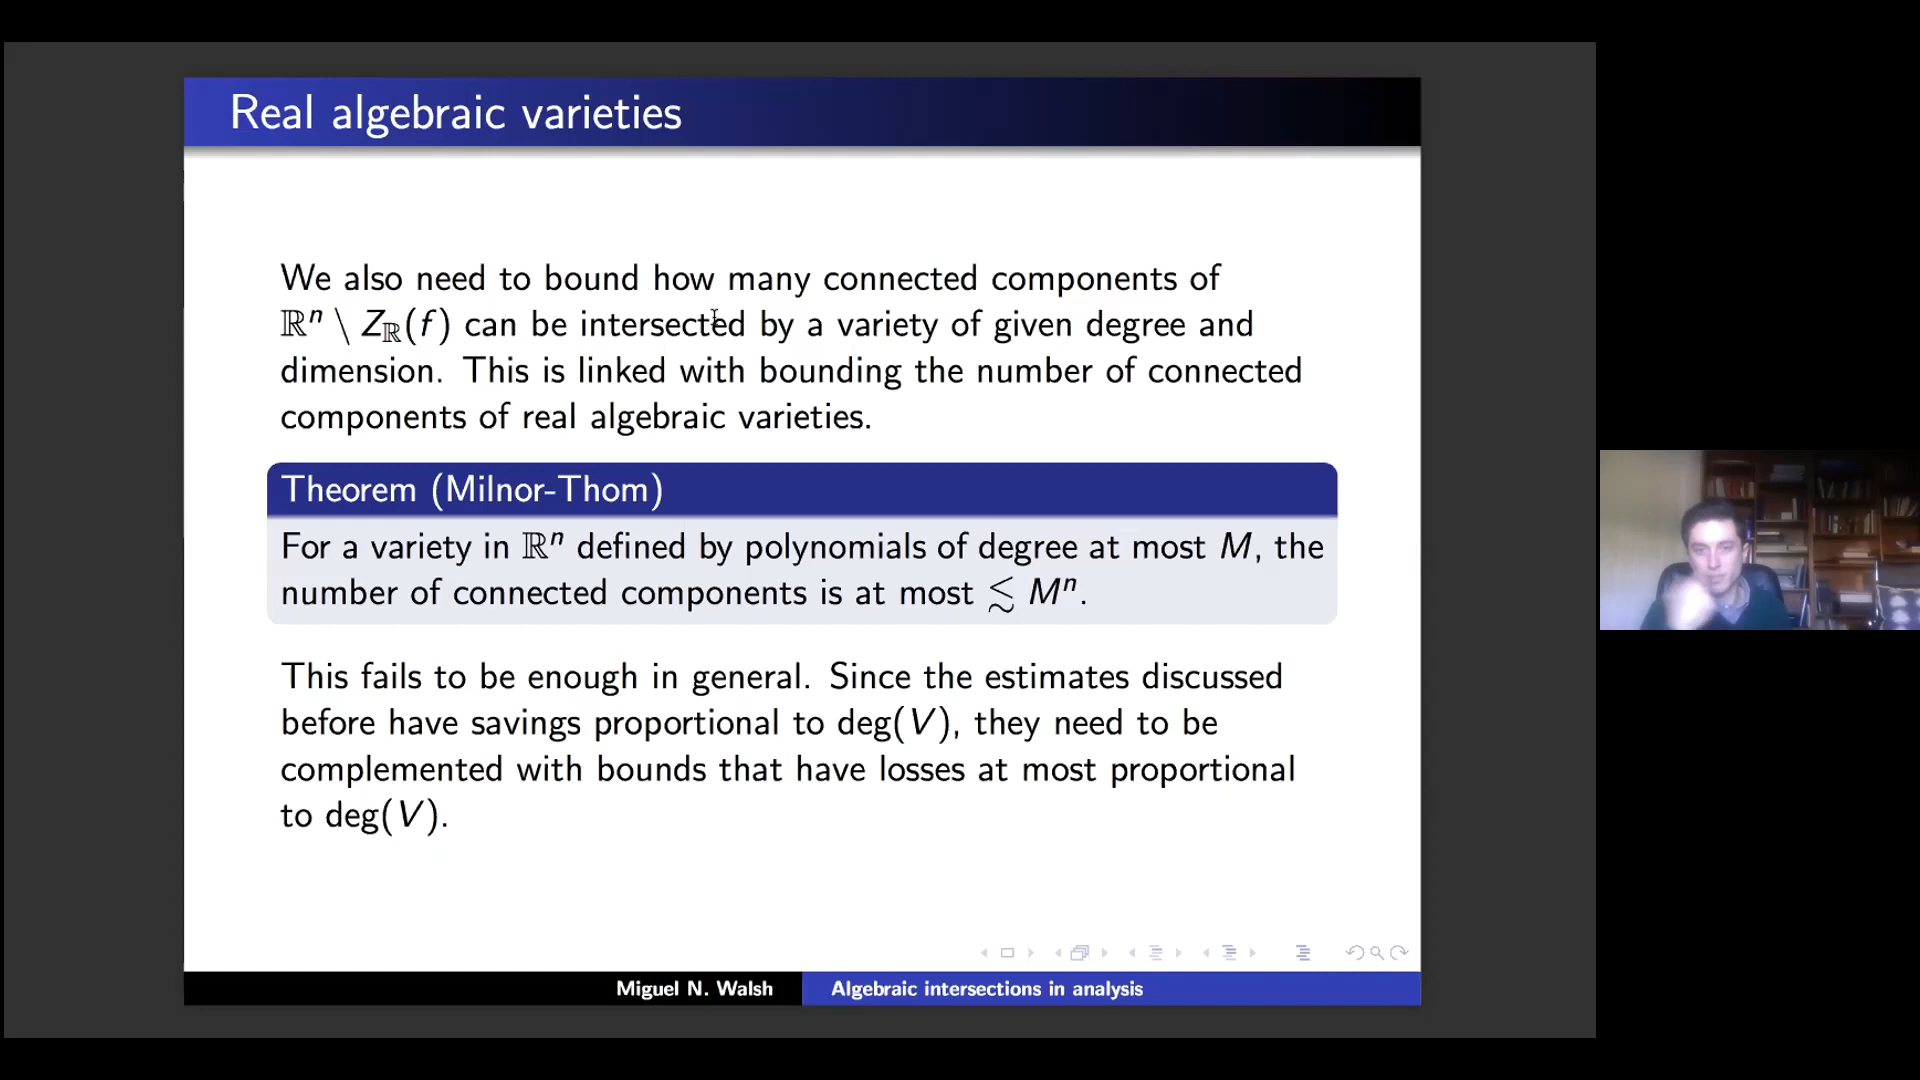 Real algebraic varieties
We also need to bound how many connected components of
ℝⁿ \ Z_ℝ(f) can be intersected by a variety of given degree and
dimension. This is linked with bounding the number of connected
components of real algebraic varieties.
Theorem (Milnor-Thom)
For a variety in ℝⁿ defined by polynomials of degree at most M, the
number of connected components is at most ≲ Mⁿ.
This fails to be enough in general. Since the estimates discussed
before have savings proportional to deg(V), they need to be
complemented with bounds that have losses at most proportional
to deg(V).
Miguel N. Walsh
Algebraic intersections in analysis